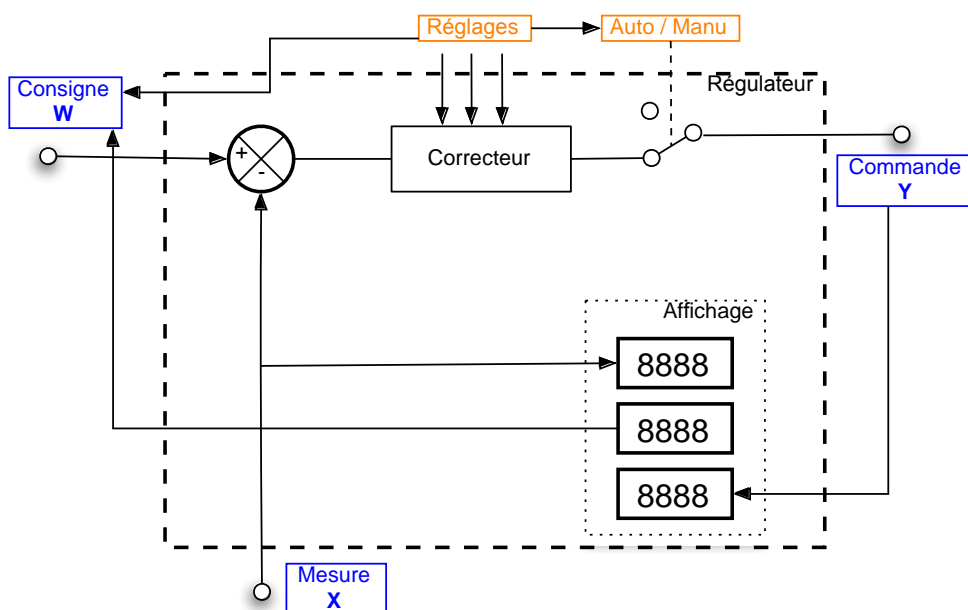 Réglages
Auto / Manu
Régulateur
Consigne
W
+
-
Correcteur
Commande
Y
Affichage
8888
8888
8888
Mesure
X